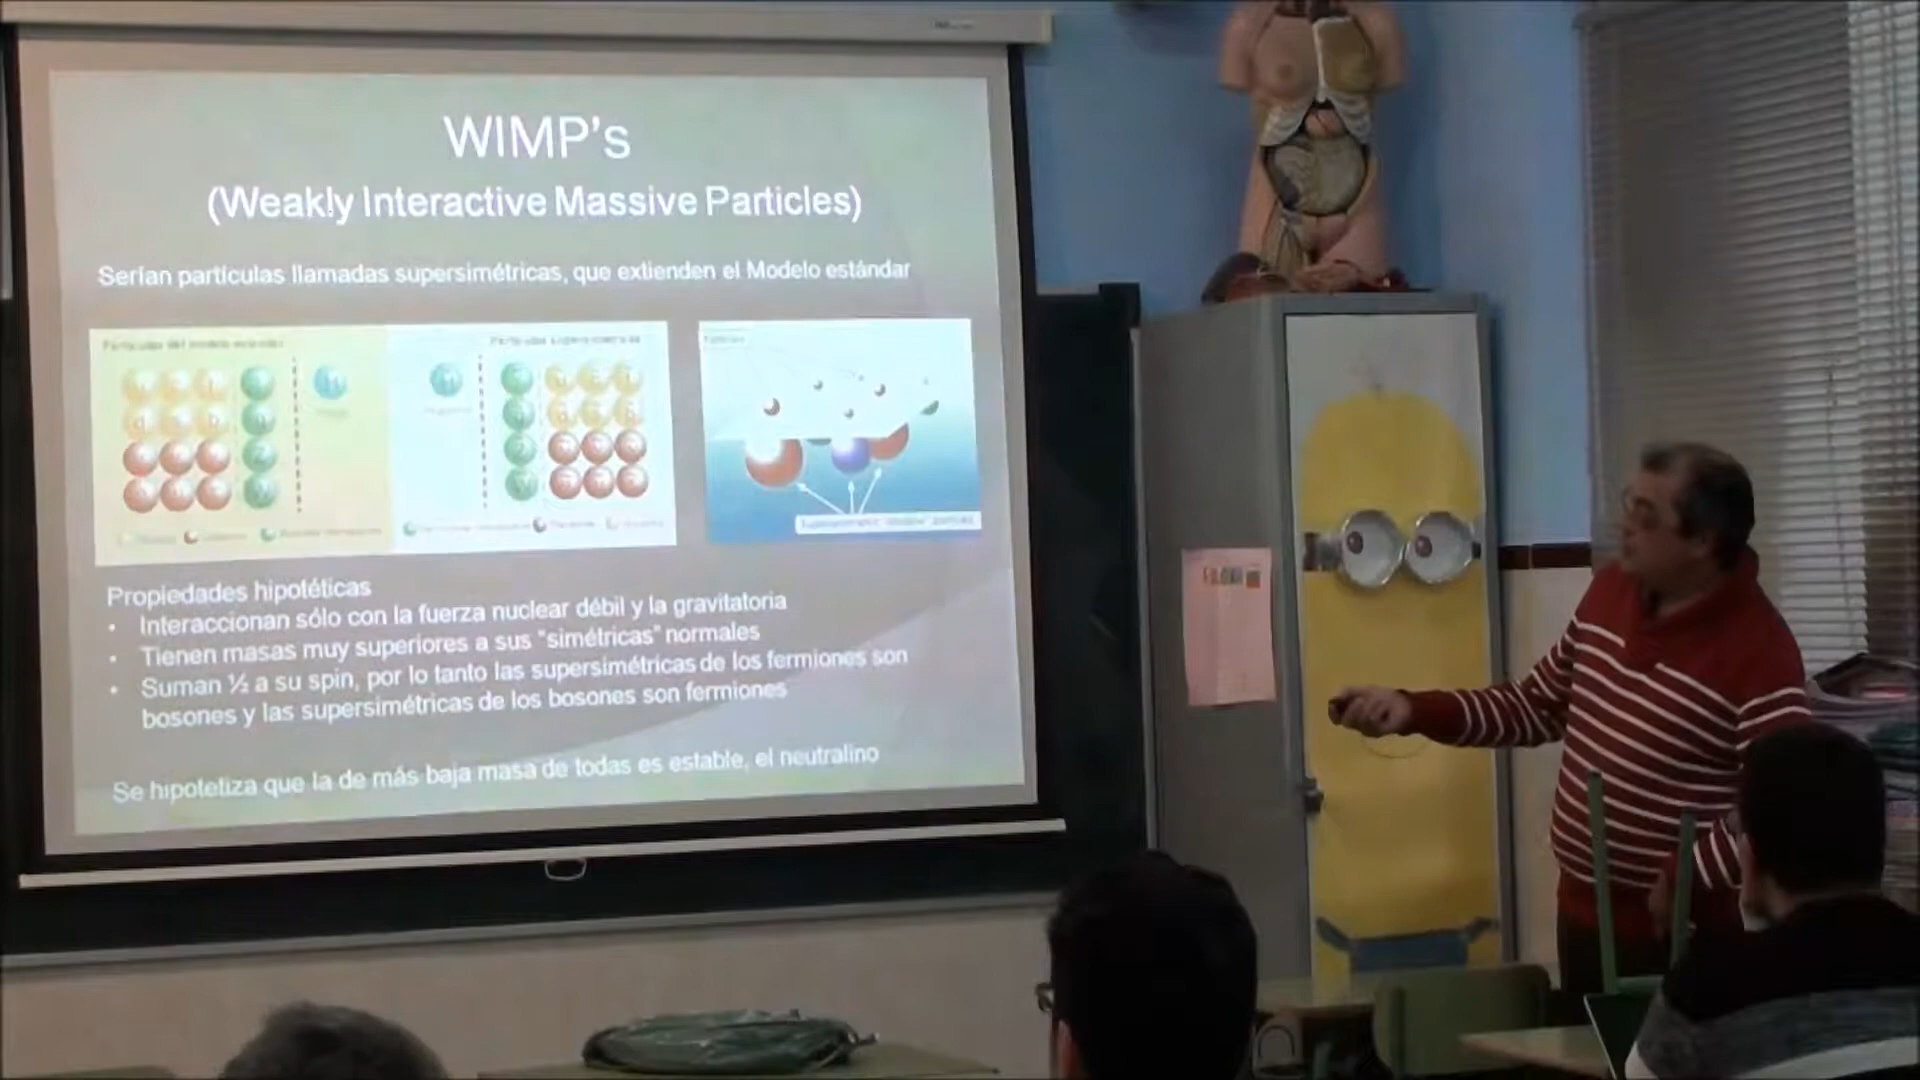 WIMP's
(Weakly Interactive Massive Particles)
Serían partículas llamadas supersimétricas, que extienden el Modelo estándar
Propiedades hipotéticas
• Interaccionan sólo con la fuerza nuclear débil y la gravitatoria
• Tienen masas muy superiores a sus "simétricas" normales
• Suman ½ a su spin, por lo tanto las supersimétricas de los fermiones son
bosones y las supersimétricas de los bosones son fermiones
Se hipotetiza que la de más baja masa de todas es estable, el neutralino